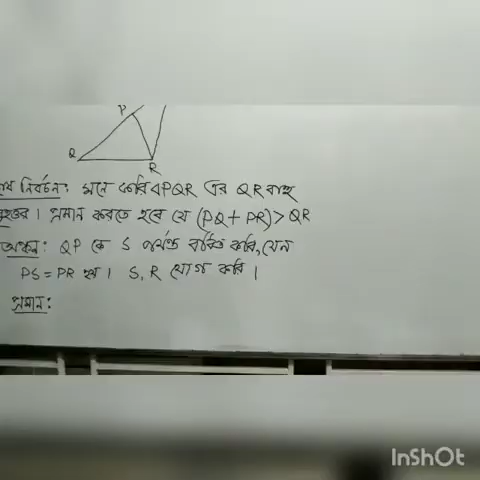 P
Q
R
নির্বচন: মনে করি ΔPQR এর QR বাহু
বৃহত্তর। প্রমান করতে হবে যে (PQ + PR) > QR
অঙ্কন: QP কে S পর্যন্ত বর্ধিত করি, যেন
PS = PR হয়। S, R যোগ করি।
প্রমান:
InShOt